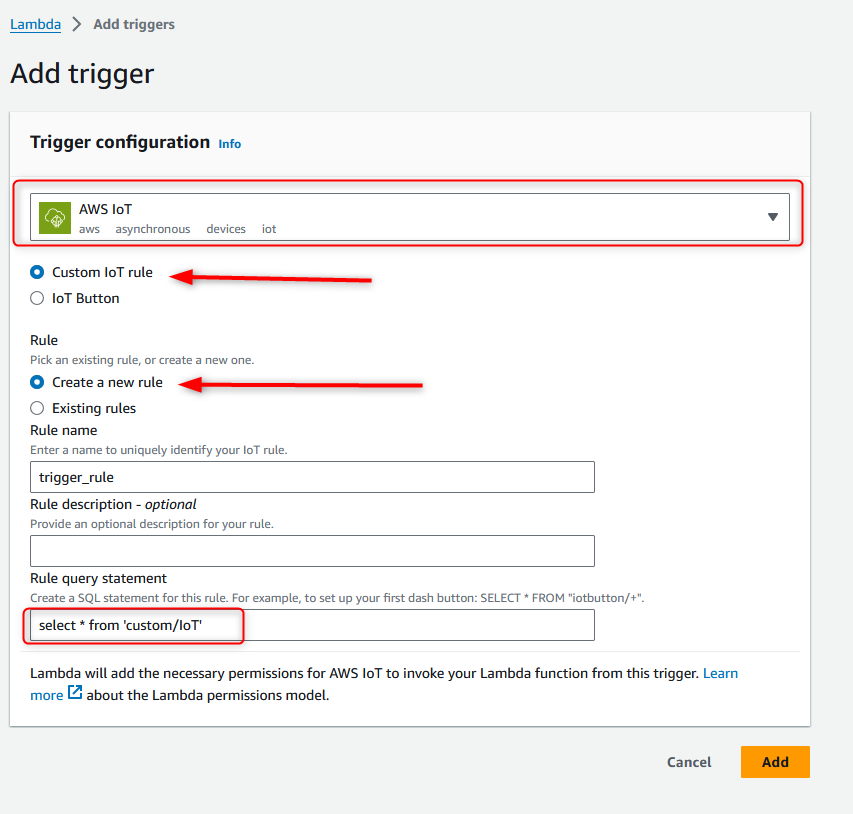 Lambda > Add triggers
Add trigger
Trigger configuration Info
AWS IoT
aws asynchronous devices iot
Custom IoT rule
IoT Button
Rule
Pick an existing rule, or create a new one.
Create a new rule
Existing rules
Rule name
Enter a name to uniquely identify your IoT rule.
trigger_rule
Rule description - optional
Provide an optional description for your rule.
Rule query statement
Create a SQL statement for this rule. For example, to set up your first dash button: SELECT * FROM "iotbutton/+".
select * from 'custom/IoT'
Lambda will add the necessary permissions for AWS IoT to invoke your Lambda function from this trigger. Learn
more about the Lambda permissions model.
Cancel Add